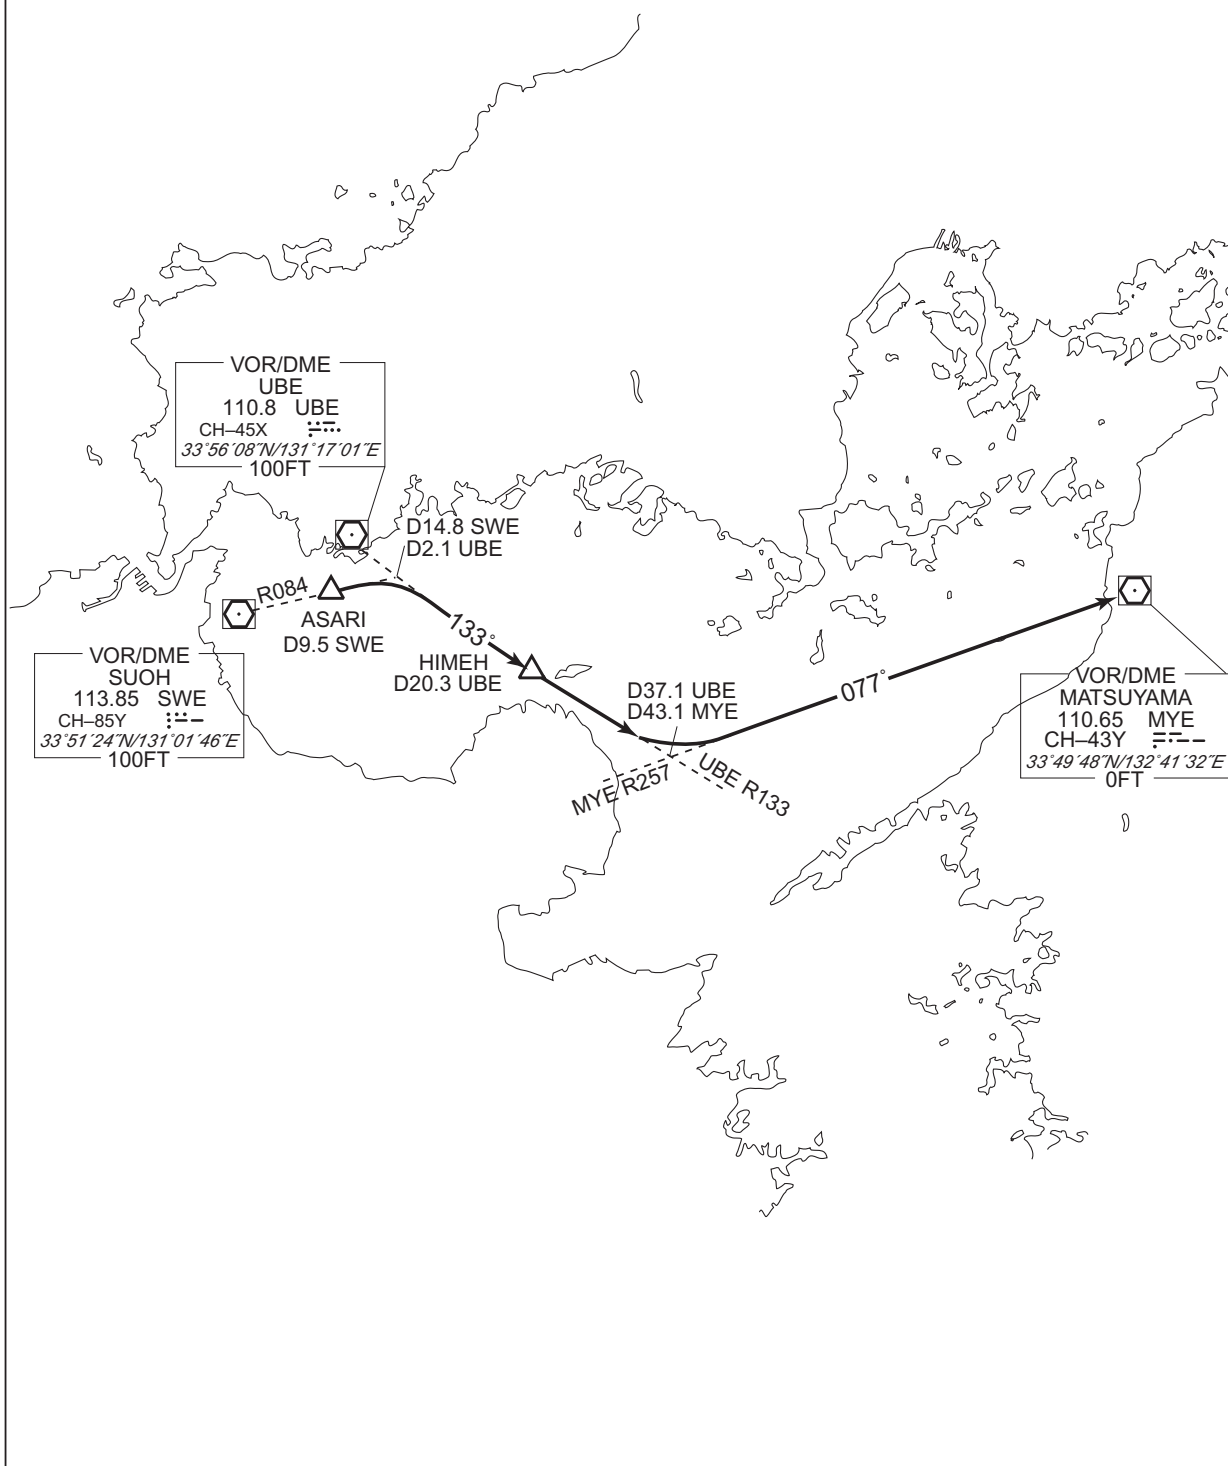 VOR/DME
UBE
110.8 UBE
CH–45X
33°56´08˝N/131°17´01˝E
100FT
D14.8 SWE
D2.1 UBE
R084
ASARI
D9.5 SWE
133°
VOR/DME
SUOH
113.85 SWE
CH–85Y
33°51´24˝N/131°01´46˝E
100FT
HIMEH
D20.3 UBE
D37.1 UBE
D43.1 MYE
077°
MYE R257
UBE R133
VOR/DME
MATSUYAMA
110.65 MYE
CH–43Y
33°49´48˝N/132°41´32˝E
0FT